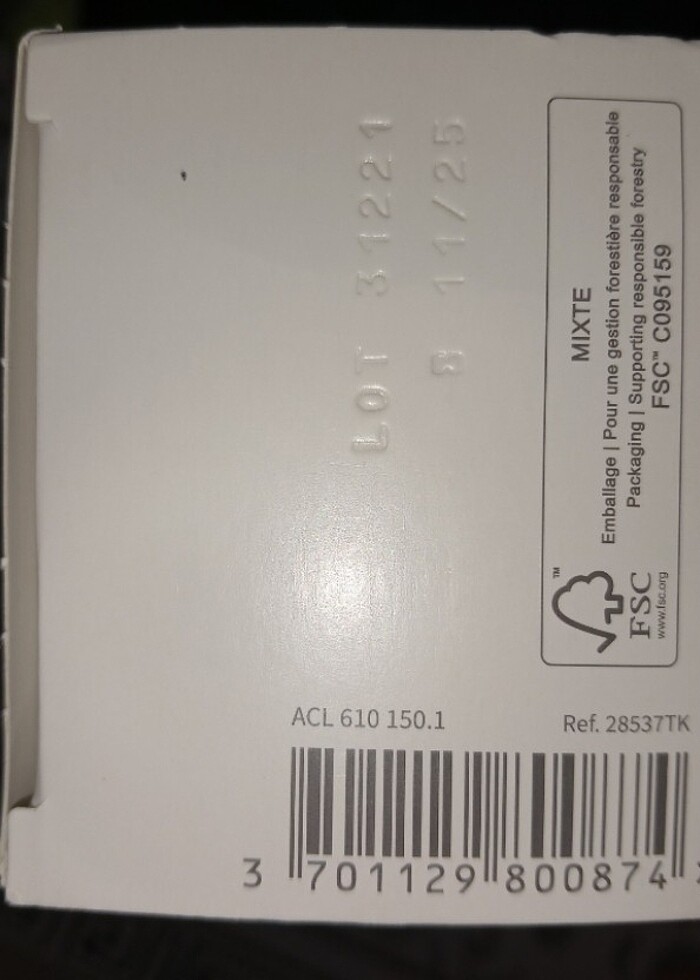 LOT 31221
11/25
MIXTE
Emballage | Pour une gestion forestière responsable
Packaging | Supporting responsible forestry
FSC™ C095159
™
FSC
www.fsc.org
ACL 610 150.1
Ref. 28537TK
3 701129 800874